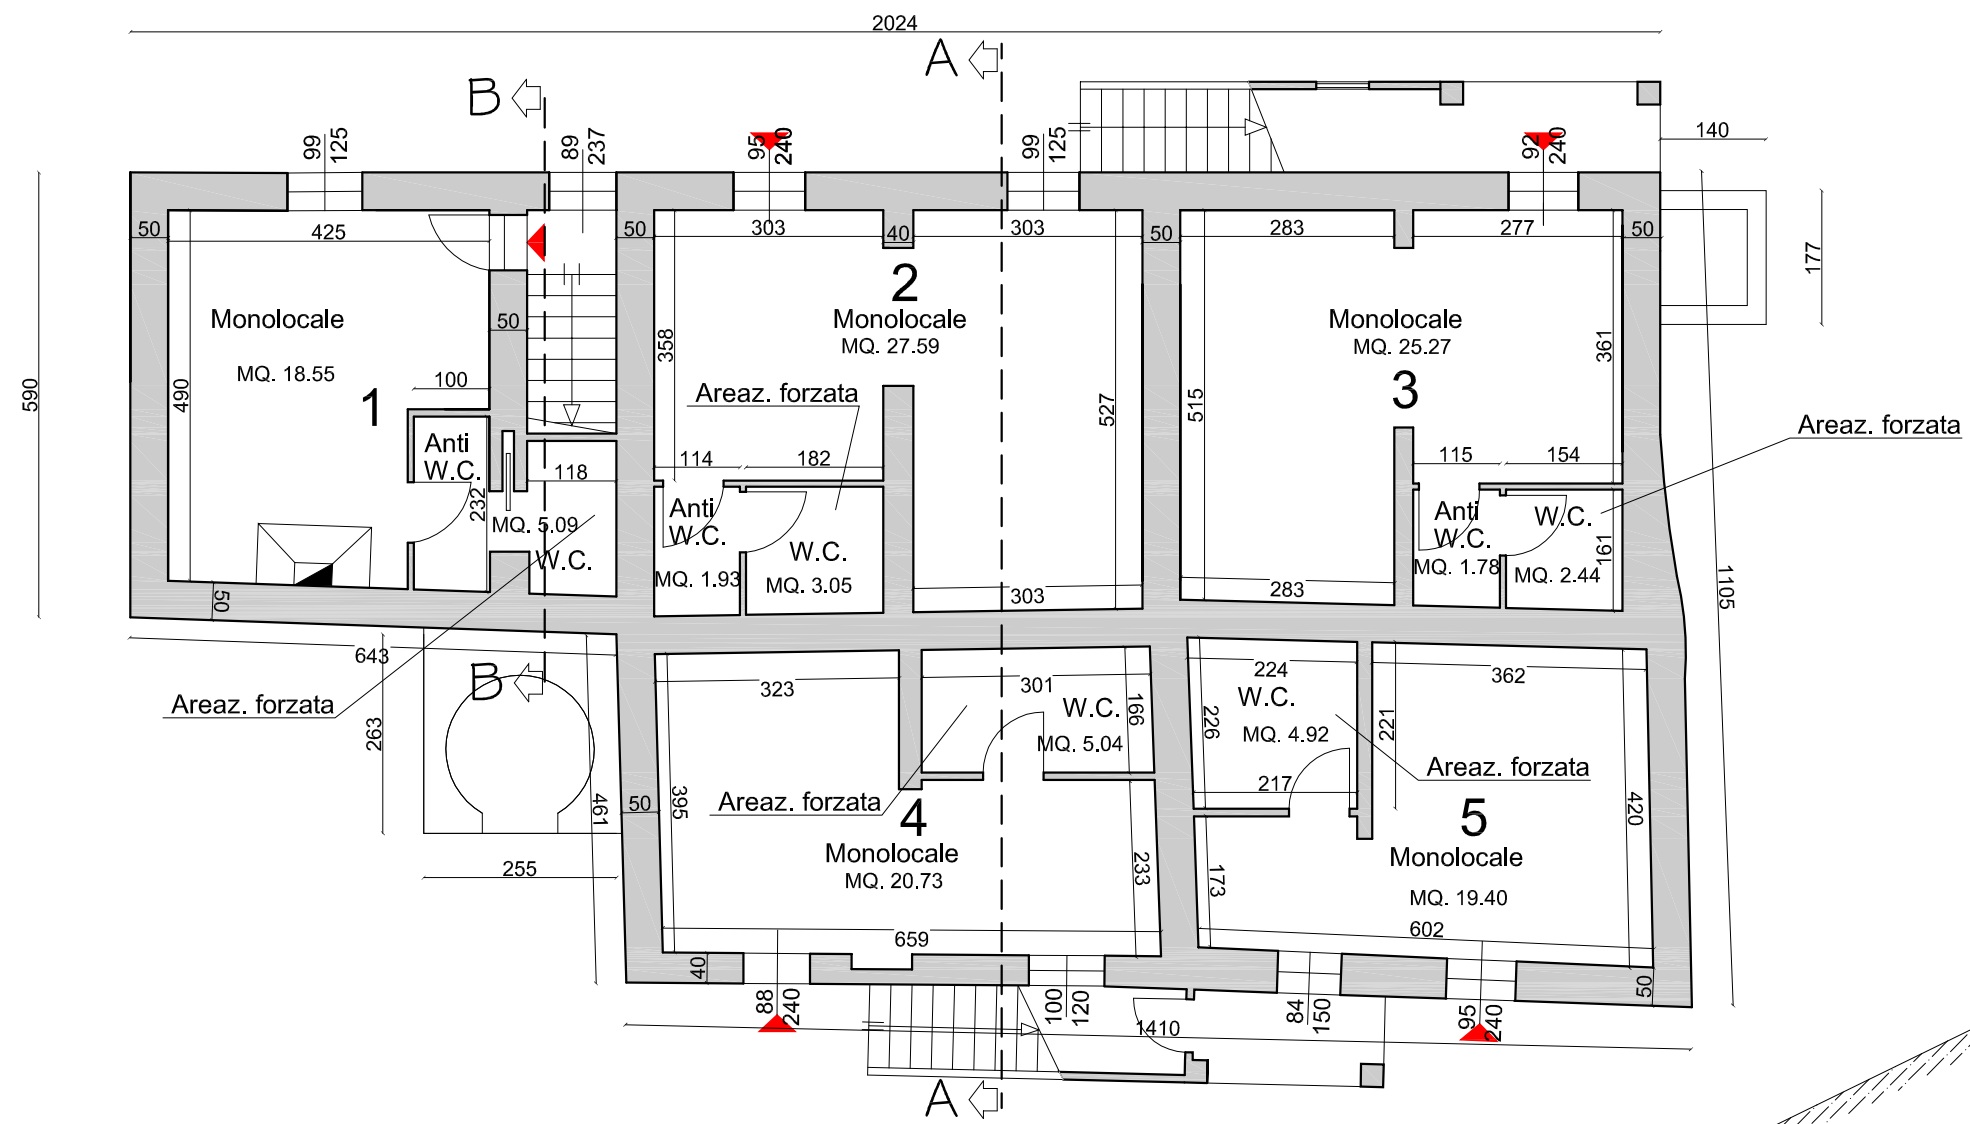 2024
A
B
99
125
89
237
95
240
99
125
92
240
140
50
425
50
303
40
303
50
283
277
50
177
590
490
Monolocale
MQ. 18.55
1
100
50
358
2
Monolocale
MQ. 27.59
Areaz. forzata
527
515
Monolocale
MQ. 25.27
3
361
Areaz. forzata
Anti
W.C.
232
118
MQ. 5.09
W.C.
114
182
Anti
W.C.
MQ. 1.93
W.C.
MQ. 3.05
303
283
115
154
Anti
W.C.
MQ. 1.78
W.C.
161
MQ. 2.44
1105
50
643
B
Areaz. forzata
263
255
461
323
301
W.C.
166
MQ. 5.04
395
50
Areaz. forzata
4
Monolocale
MQ. 20.73
233
659
224
W.C.
226
MQ. 4.92
217
221
362
Areaz. forzata
5
Monolocale
MQ. 19.40
420
173
602
40
50
88
240
100
120
84
150
95
240
1410
A